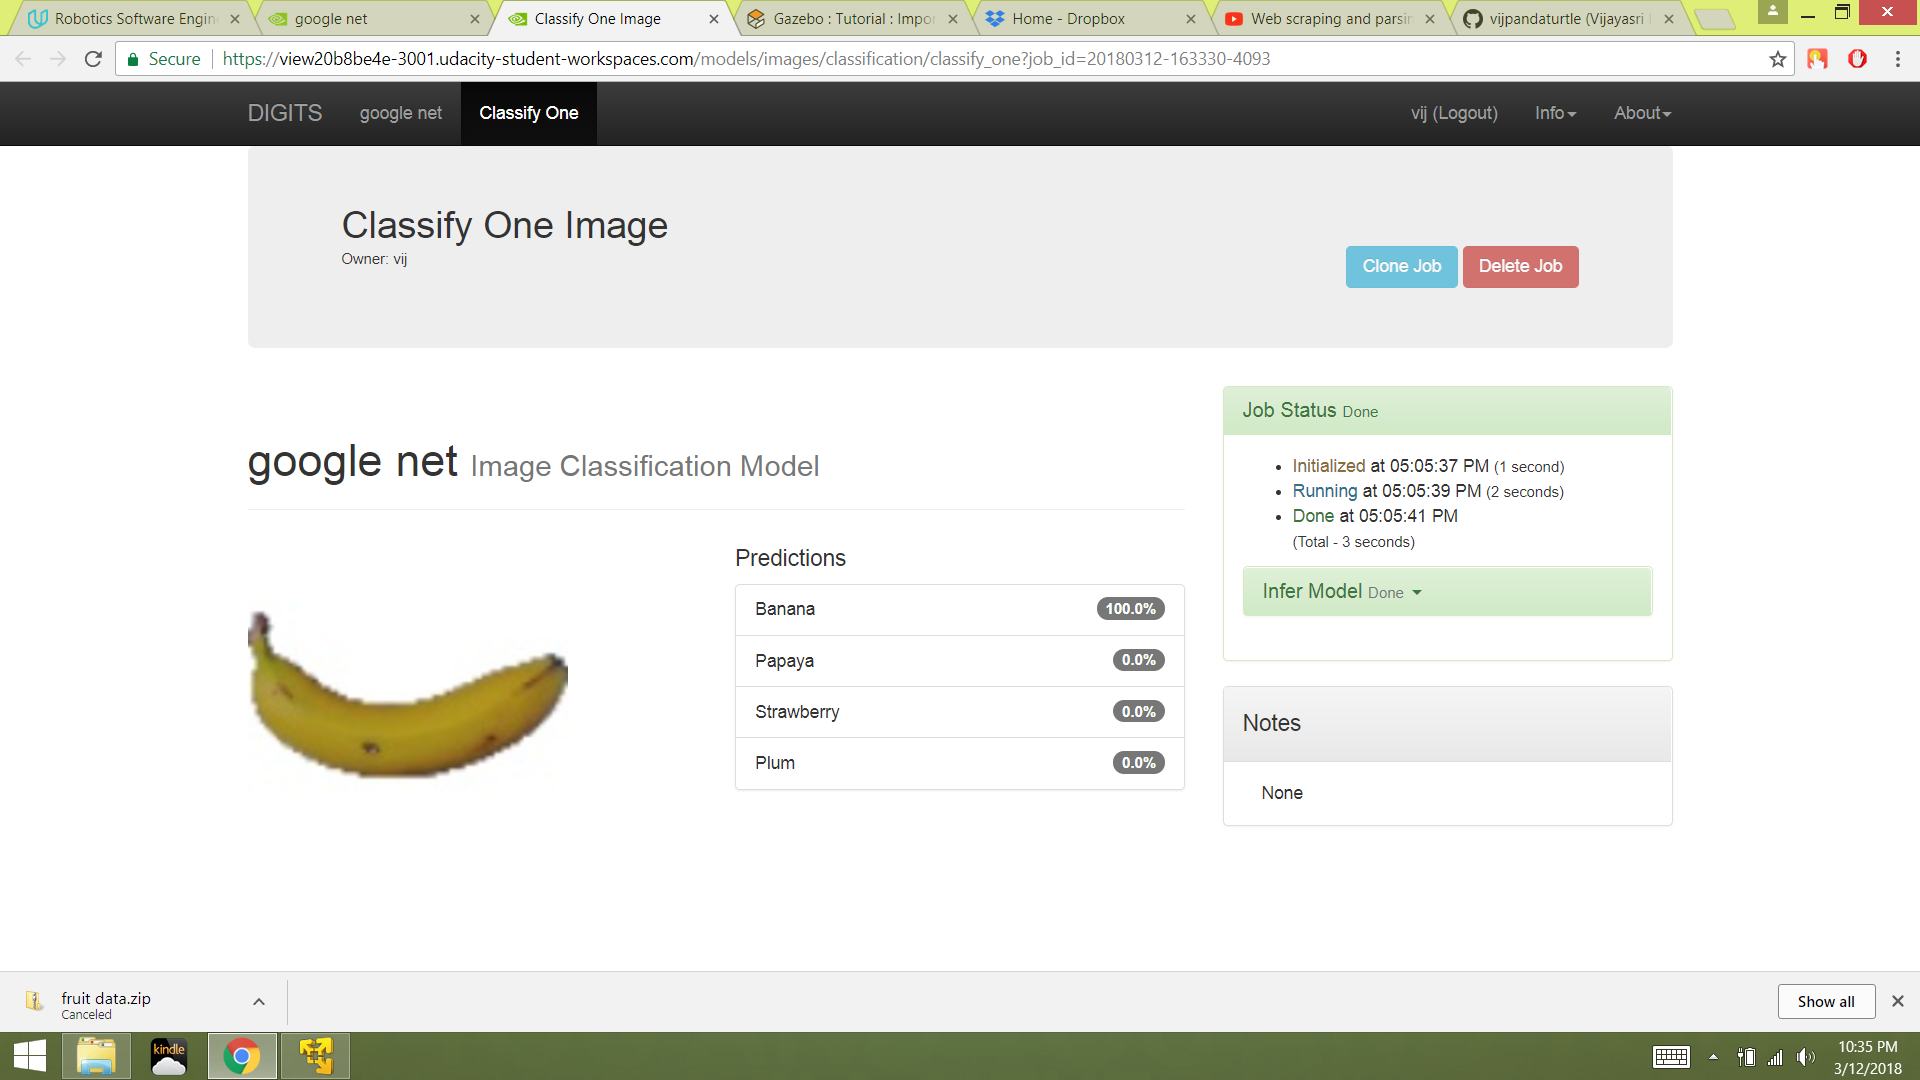 Robotics Software Engin
google net
Classify One Image
Gazebo : Tutorial : Impor
Home - Dropbox
Web scraping and parsin
vijpandaturtle (Vijayasri
Secure
https://view20b8be4e-3001.udacity-student-workspaces.com/models/images/classification/classify_one?job_id=20180312-163330-4093
DIGITS
google net
Classify One
vij (Logout)
Info
About
Classify One Image
Owner: vij
Clone Job
Delete Job
google net Image Classification Model
Predictions
Banana 100.0%
Papaya 0.0%
Strawberry 0.0%
Plum 0.0%
Job Status Done
Initialized at 05:05:37 PM (1 second)
Running at 05:05:39 PM (2 seconds)
Done at 05:05:41 PM
(Total - 3 seconds)
Infer Model Done
Notes
None
fruit data.zip
Canceled
Show all
kindle
10:35 PM
3/12/2018